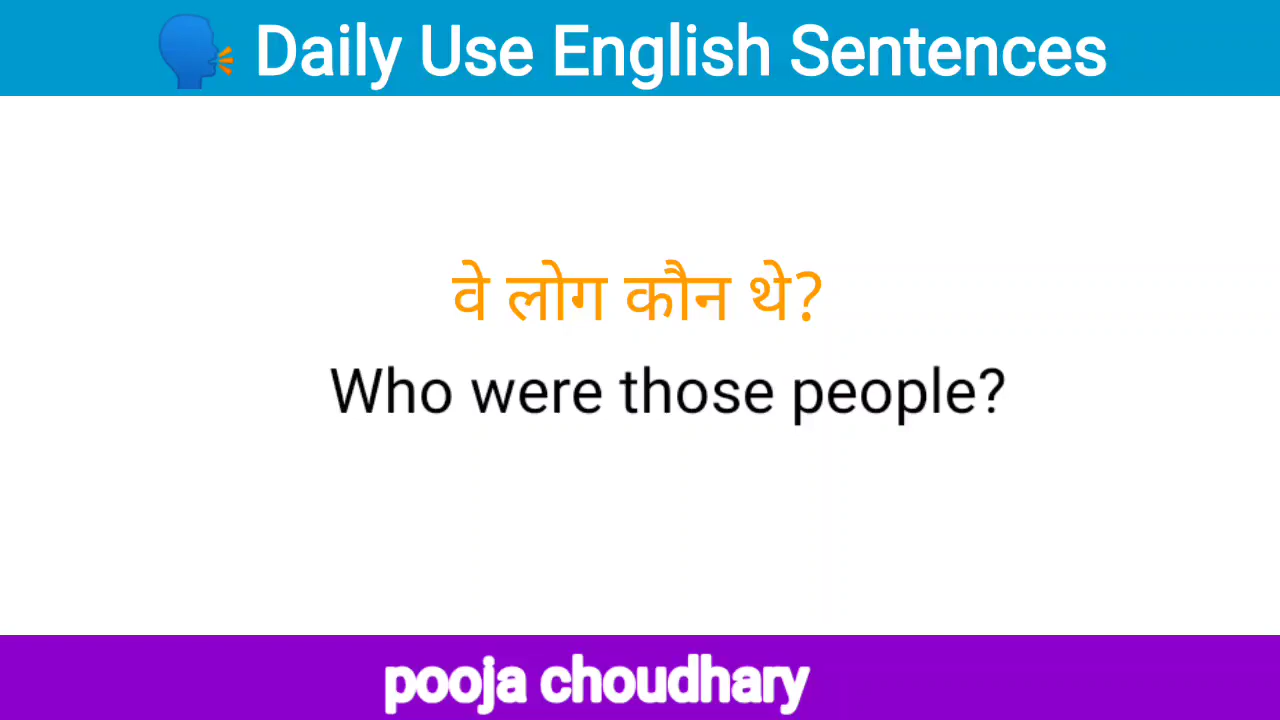 Daily Use English Sentences
वे लोग कौन थे?
Who were those people?
pooja choudhary